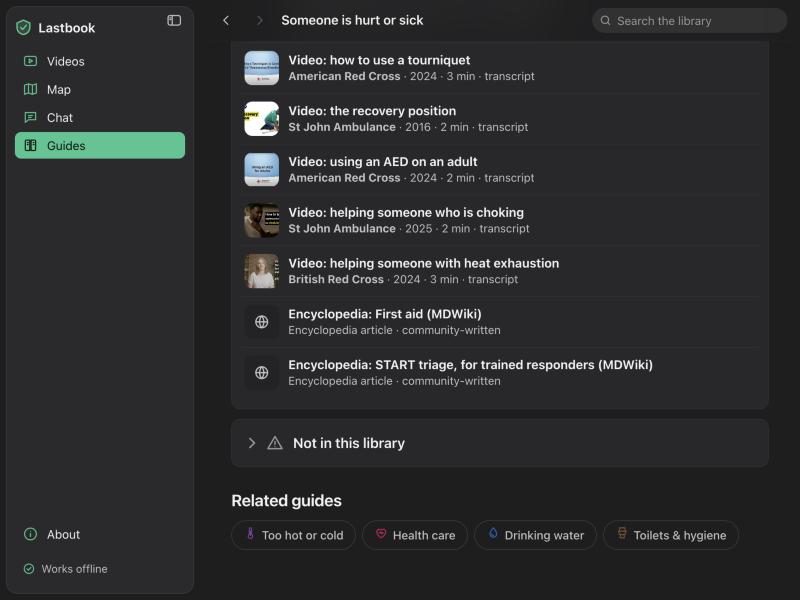 Lastbook
Videos
Map
Chat
Guides
About
Works offline
Someone is hurt or sick
Search the library
Video: how to use a tourniquet
American Red Cross · 2024 · 3 min · transcript
Video: the recovery position
St John Ambulance · 2016 · 2 min · transcript
Video: using an AED on an adult
American Red Cross · 2024 · 2 min · transcript
Video: helping someone who is choking
St John Ambulance · 2025 · 2 min · transcript
Video: helping someone with heat exhaustion
British Red Cross · 2024 · 3 min · transcript
Encyclopedia: First aid (MDWiki)
Encyclopedia article · community-written
Encyclopedia: START triage, for trained responders (MDWiki)
Encyclopedia article · community-written
Not in this library
Related guides
Too hot or cold
Health care
Drinking water
Toilets & hygiene